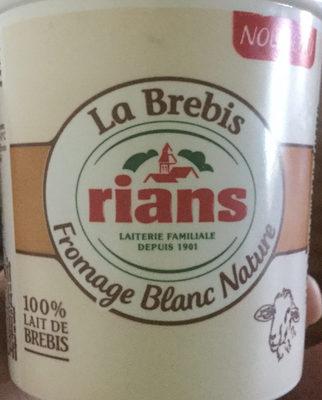 La Brebis
rians
LAITERIE FAMILIALE
DEPUIS 1901
Fromage Blanc Nature
100%
LAIT DE
BREBIS